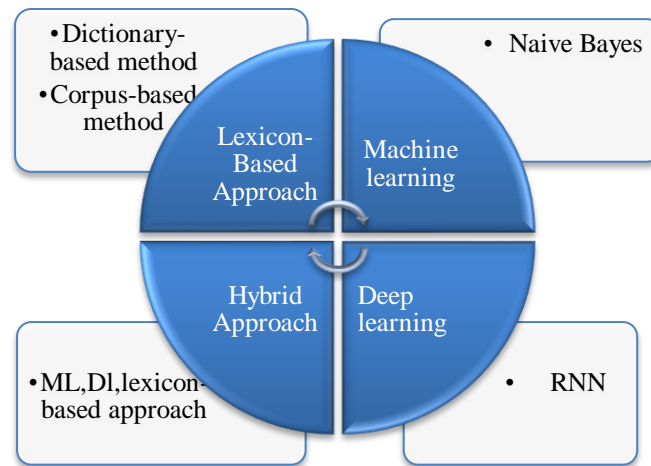 •Dictionary-
based method
•Corpus-based
method
• Naive Bayes
Lexicon-
Based
Approach
Machine
learning
Hybrid
Approach
Deep
learning
•ML,Dl,lexicon-
based approach
• RNN